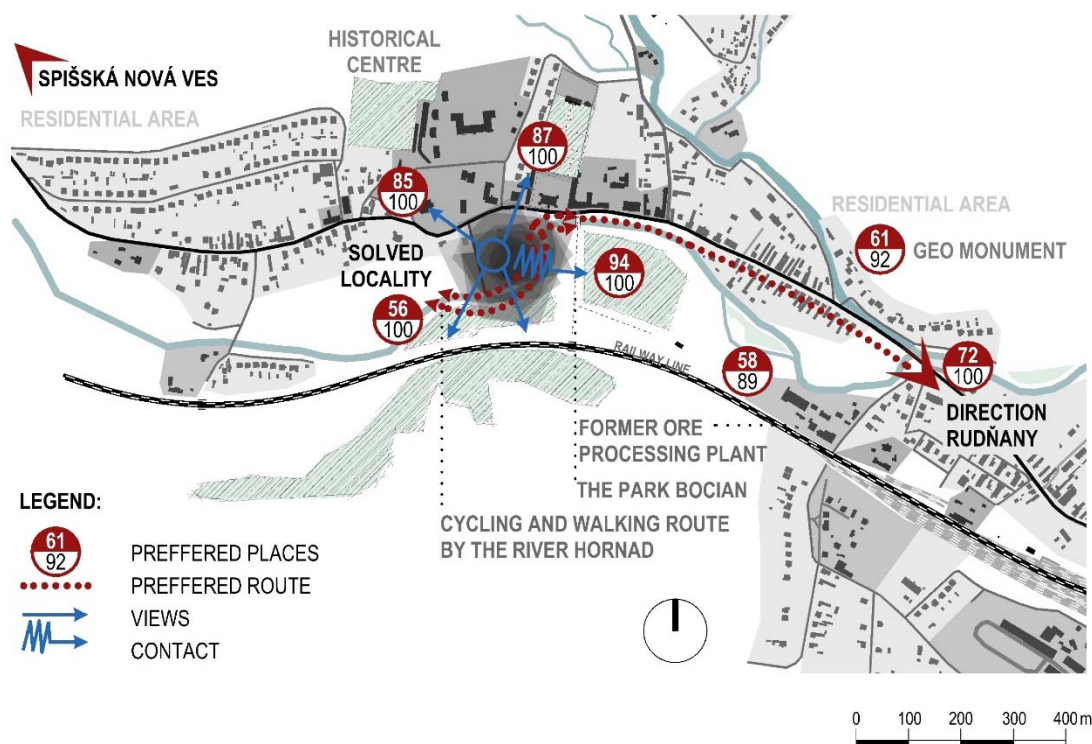 HISTORICAL
CENTRE
SPIŠSKÁ NOVÁ VES
RESIDENTIAL AREA
87
100
85
100
RESIDENTIAL AREA
61
92
GEO MONUMENT
SOLVED
LOCALITY
94
100
56
100
RAILWAY LINE
58
89
72
100
DIRECTION
RUDŇANY
FORMER ORE
PROCESSING PLANT
THE PARK BOCIAN
CYCLING AND WALKING ROUTE
BY THE RIVER HORNAD
LEGEND:
61
92
PREFFERED PLACES
PREFFERED ROUTE
VIEWS
CONTACT
0 100 200 300 400 m